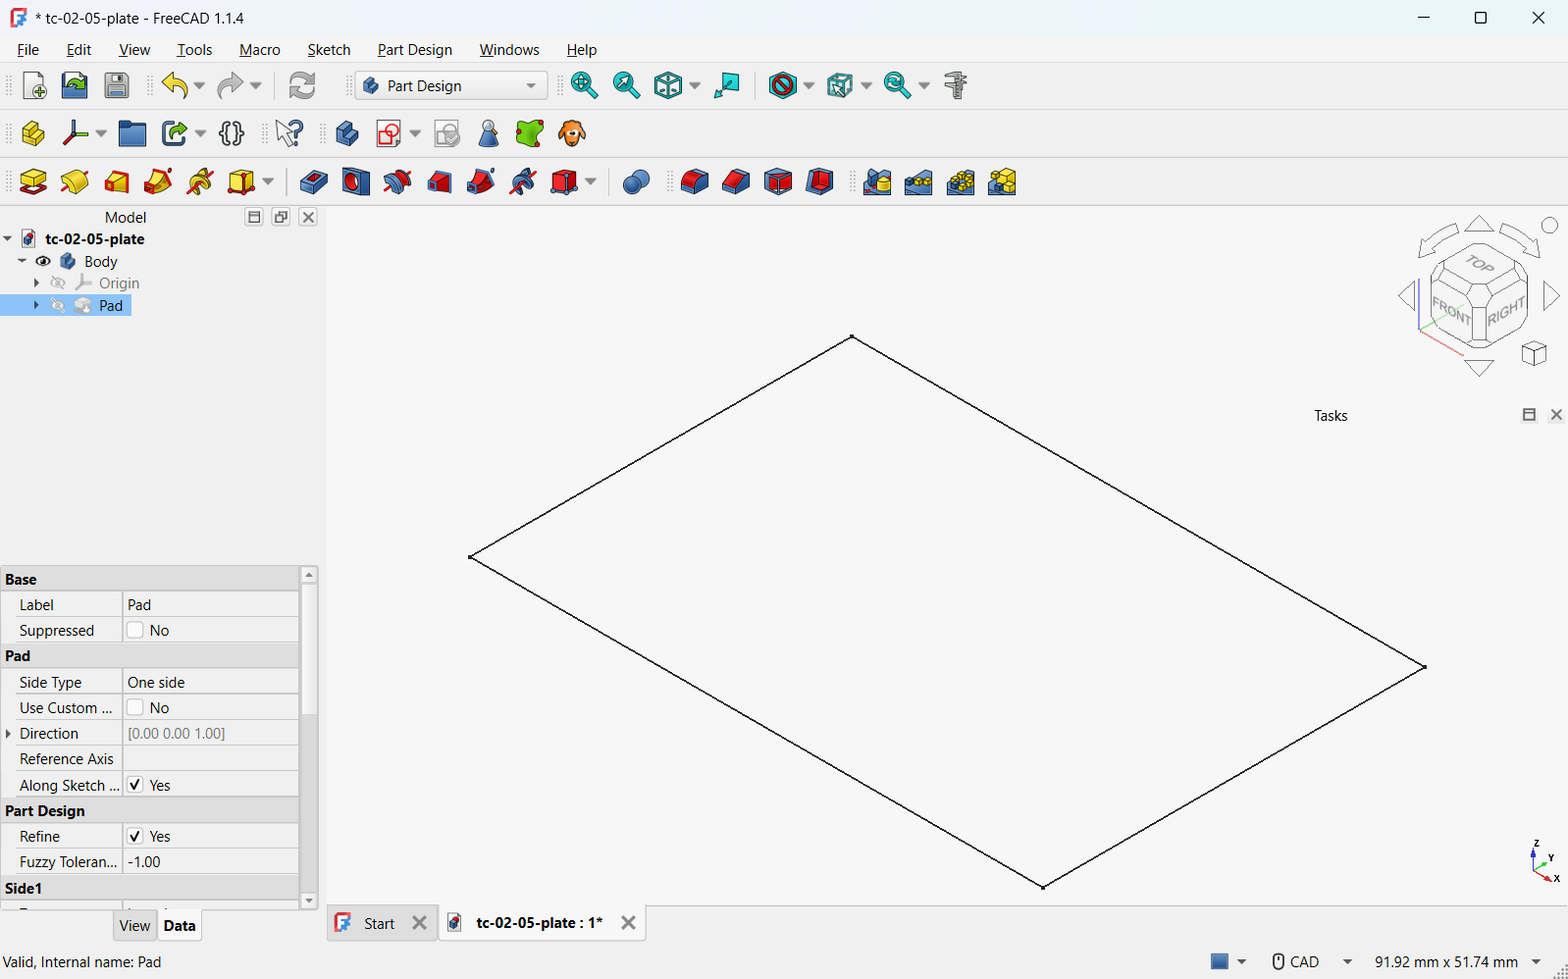 * tc-02-05-plate - FreeCAD 1.1.4
File Edit View Tools Macro Sketch Part Design Windows Help
Part Design
Model
tc-02-05-plate
Body
Origin
Pad
TOP
FRONT
RIGHT
Tasks
Base
Label Pad
Suppressed No
Pad
Side Type One side
Use Custom ... No
Direction [0.00 0.00 1.00]
Reference Axis
Along Sketch ... Yes
Part Design
Refine Yes
Fuzzy Toleran... -1.00
Side1
View Data
Z
Y
X
Start tc-02-05-plate : 1*
Valid, Internal name: Pad
CAD 91.92 mm x 51.74 mm